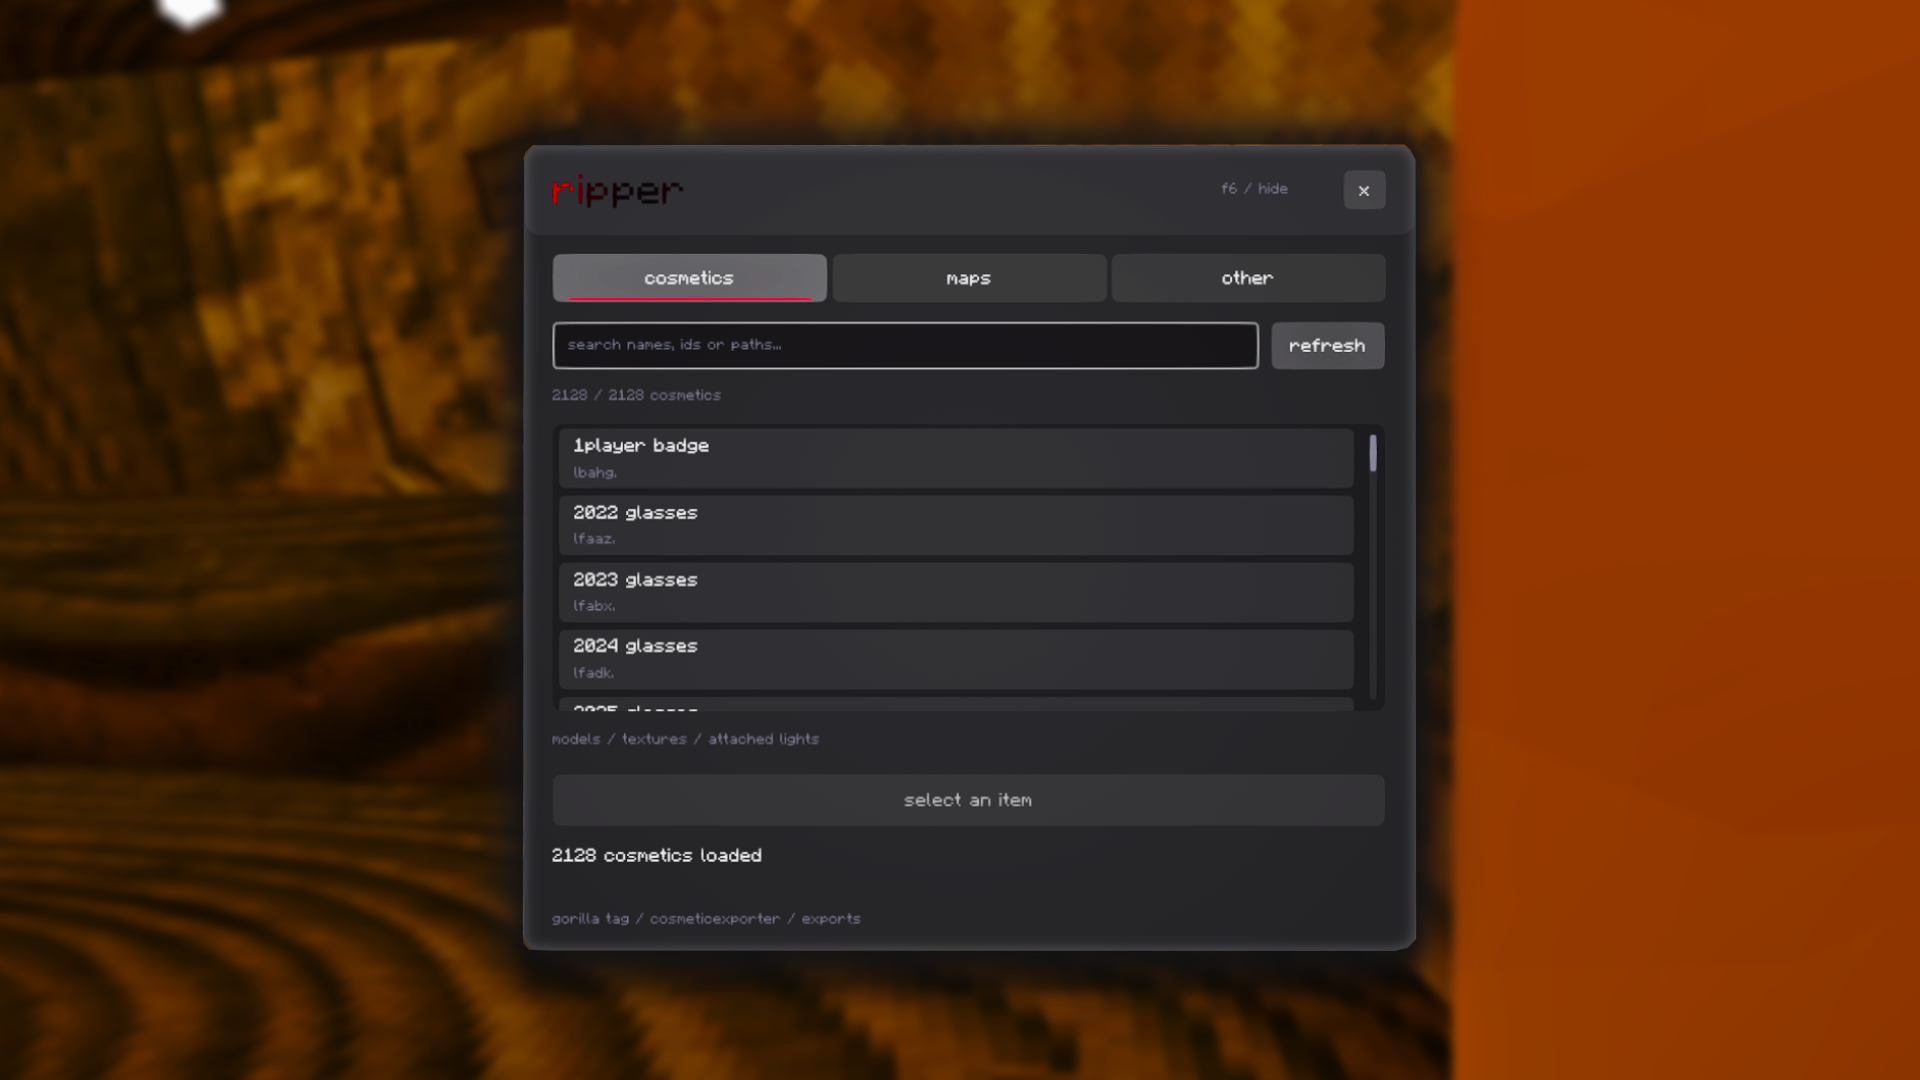 ripper
f6 / hide
×
cosmetics
maps
other
search names, ids or paths...
refresh
2128 / 2128 cosmetics
1player badge
lbahg.
2022 glasses
lfaaz.
2023 glasses
lfabx.
2024 glasses
lfadk.
2025 glasses
models / textures / attached lights
select an item
2128 cosmetics loaded
gorilla tag / cosmeticexporter / exports